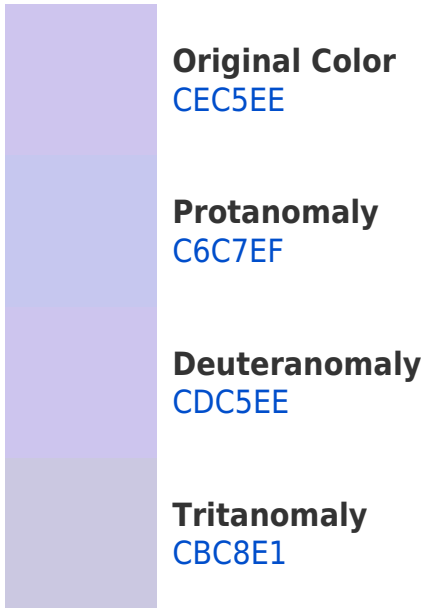 Original Color
CEC5EE
Protanomaly
C6C7EF
Deuteranomaly
CDC5EE
Tritanomaly
CBC8E1